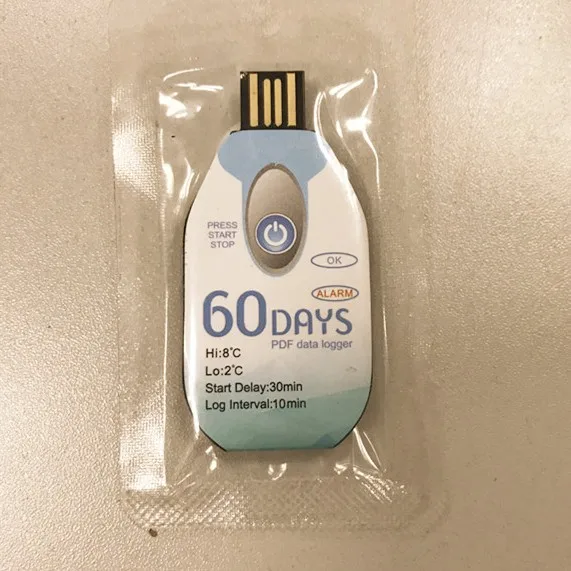 PRESS
START
STOP
OK
ALARM
60DAYS
PDF data logger
Hi:8°C
Lo:2°C
Start Delay:30min
Log Interval:10min